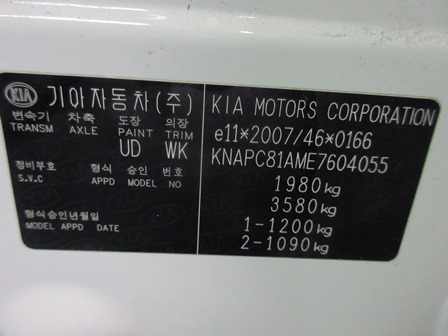 KIA 기아자동차(주)
변속기 차축 도장 의장
TRANSM AXLE PAINT TRIM
UD WK
정비부호 형식 승인 번호
S.V.C APPD MODEL NO
형식승인년월일
MODEL APPD DATE
KIA MOTORS CORPORATION
e11*2007/46*0166
KNAPC81AME7604055
1980kg
3580kg
1-1200kg
2-1090kg